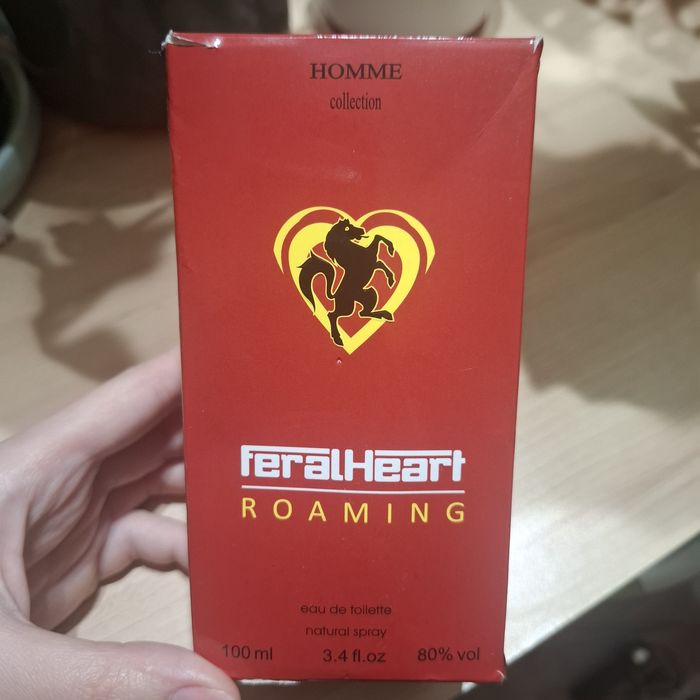 HOMME
collection
feralHeart
ROAMING
eau de toilette
natural spray
100 ml 3.4 fl.oz 80% vol